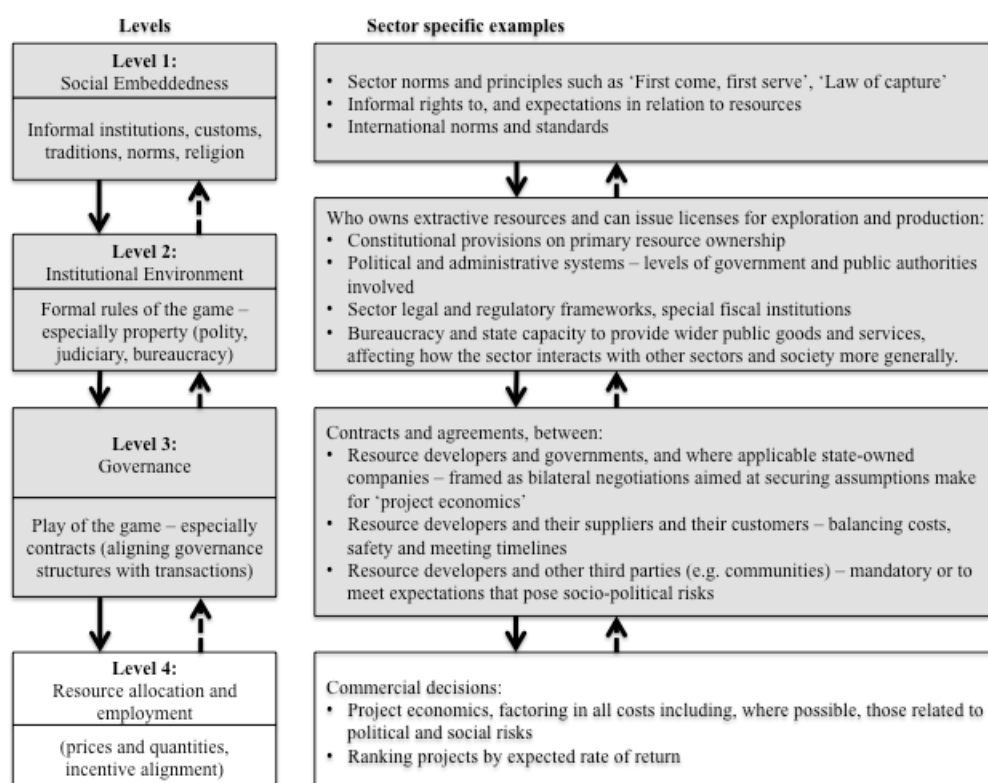 Levels
Sector specific examples
Level 1:
Social Embeddedness
Informal institutions, customs,
traditions, norms, religion
• Sector norms and principles such as ‘First come, first serve’, ‘Law of capture’
• Informal rights to, and expectations in relation to resources
• International norms and standards
Level 2:
Institutional Environment
Formal rules of the game –
especially property (polity,
judiciary, bureaucracy)
Who owns extractive resources and can issue licenses for exploration and production:
• Constitutional provisions on primary resource ownership
• Political and administrative systems – levels of government and public authorities
involved
• Sector legal and regulatory frameworks, special fiscal institutions
• Bureaucracy and state capacity to provide wider public goods and services,
affecting how the sector interacts with other sectors and society more generally.
Level 3:
Governance
Play of the game – especially
contracts (aligning governance
structures with transactions)
Contracts and agreements, between:
• Resource developers and governments, and where applicable state-owned
companies – framed as bilateral negotiations aimed at securing assumptions make
for ‘project economics’
• Resource developers and their suppliers and their customers – balancing costs,
safety and meeting timelines
• Resource developers and other third parties (e.g. communities) – mandatory or to
meet expectations that pose socio-political risks
Level 4:
Resource allocation and
employment
(prices and quantities,
incentive alignment)
Commercial decisions:
• Project economics, factoring in all costs including, where possible, those related to
political and social risks
• Ranking projects by expected rate of return